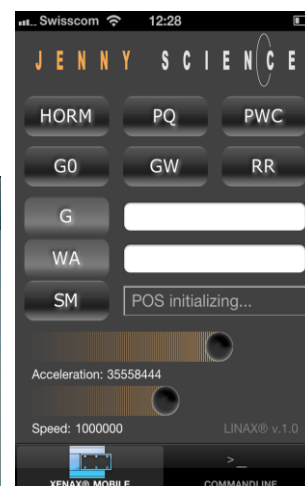 Swisscom 12:28
JENNY SCIENCE
HORM PQ PWC
G0 GW RR
G
WA
SM POS initializing...
Acceleration: 35558444
Speed: 1000000 LINAX® v.1.0
>_
XENAX® MOBILE COMMANDLINE